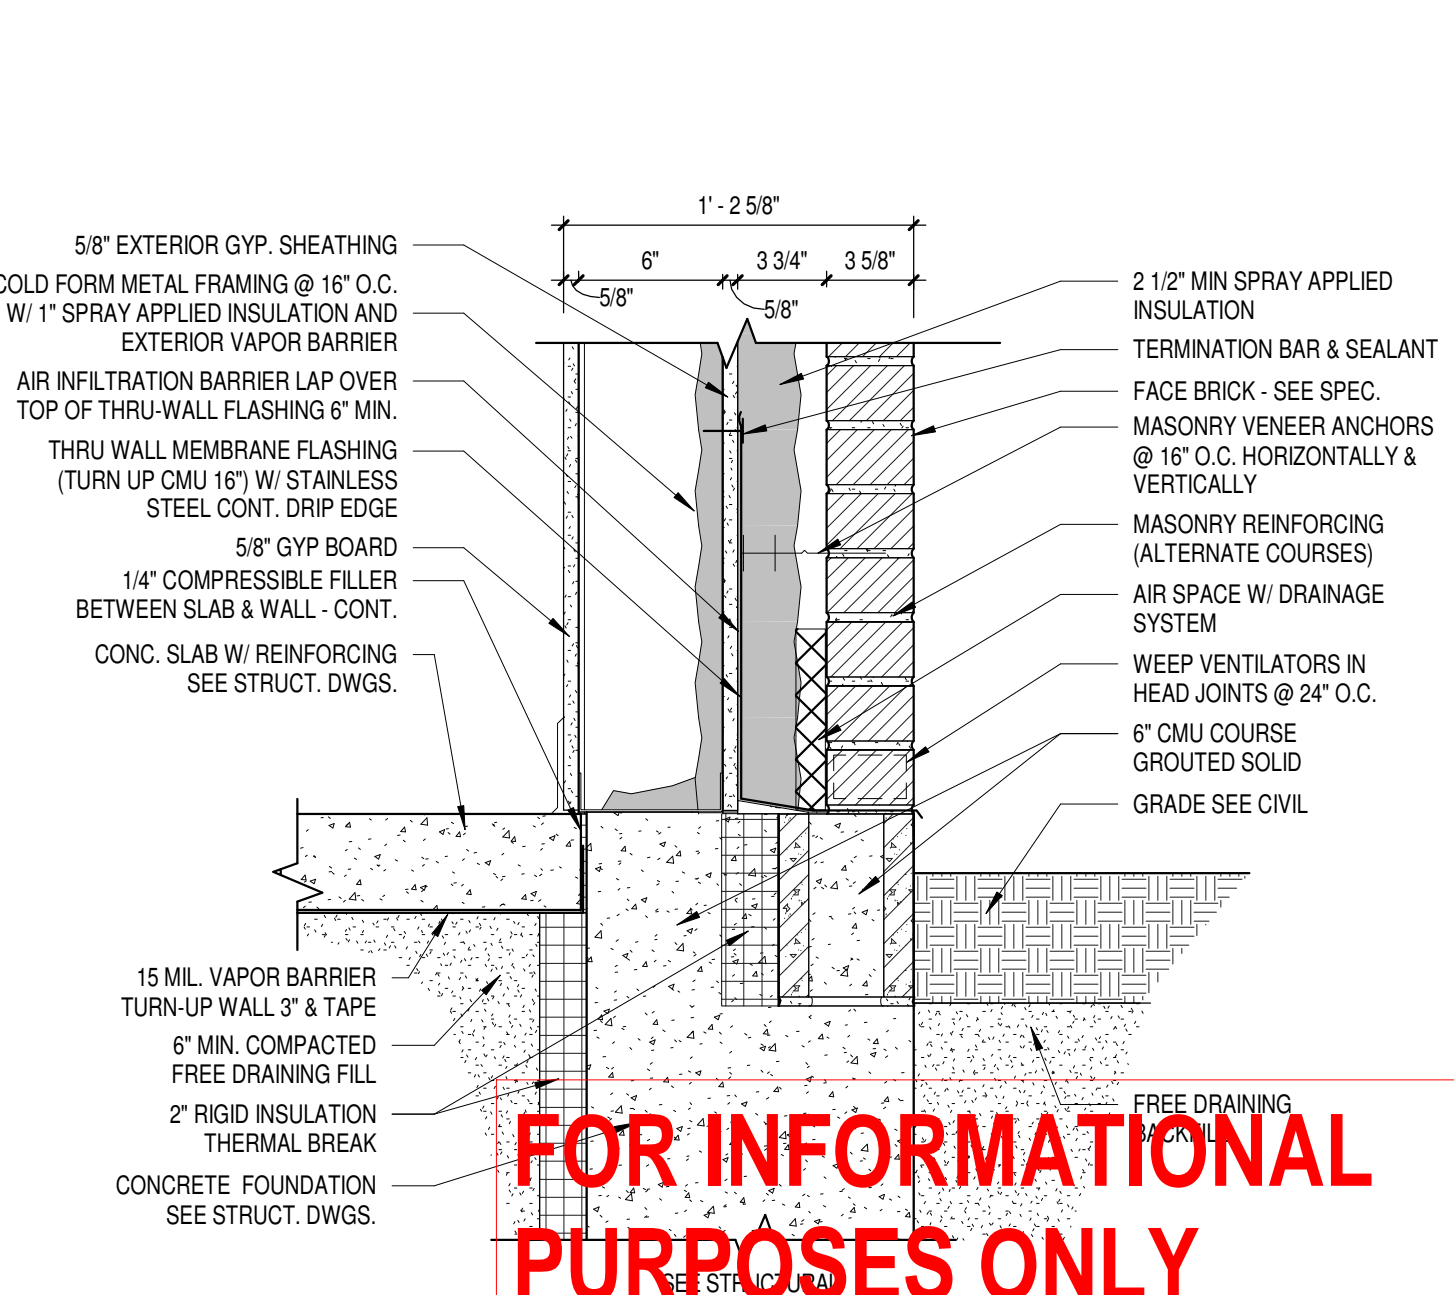 1' - 2 5/8"
6"
3 3/4"
3 5/8"
5/8"
5/8"
5/8" EXTERIOR GYP. SHEATHING
COLD FORM METAL FRAMING @ 16" O.C.
W/ 1" SPRAY APPLIED INSULATION AND
EXTERIOR VAPOR BARRIER
AIR INFILTRATION BARRIER LAP OVER
TOP OF THRU-WALL FLASHING 6" MIN.
THRU WALL MEMBRANE FLASHING
(TURN UP CMU 16") W/ STAINLESS
STEEL CONT. DRIP EDGE
5/8" GYP BOARD
1/4" COMPRESSIBLE FILLER
BETWEEN SLAB & WALL - CONT.
CONC. SLAB W/ REINFORCING
SEE STRUCT. DWGS.
15 MIL. VAPOR BARRIER
TURN-UP WALL 3" & TAPE
6" MIN. COMPACTED
FREE DRAINING FILL
2" RIGID INSULATION
THERMAL BREAK
CONCRETE FOUNDATION
SEE STRUCT. DWGS.
2 1/2" MIN SPRAY APPLIED
INSULATION
TERMINATION BAR & SEALANT
FACE BRICK - SEE SPEC.
MASONRY VENEER ANCHORS
@ 16" O.C. HORIZONTALLY &
VERTICALLY
MASONRY REINFORCING
(ALTERNATE COURSES)
AIR SPACE W/ DRAINAGE
SYSTEM
WEEP VENTILATORS IN
HEAD JOINTS @ 24" O.C.
6" CMU COURSE
GROUTED SOLID
GRADE SEE CIVIL
FREE DRAINING
BACKFILL
FOR INFORMATIONAL
PURPOSES ONLY
SEE STRUCTURAL